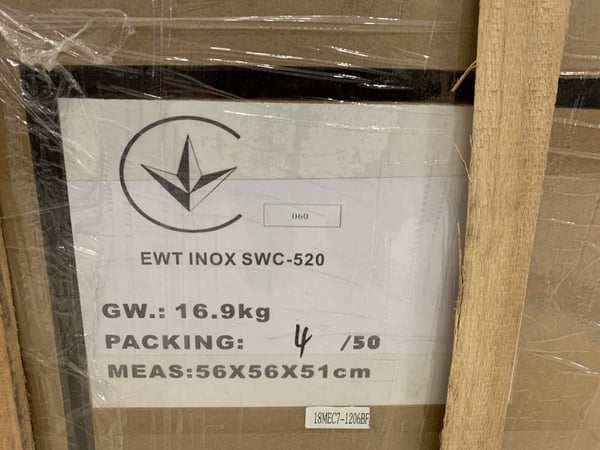 060
EWT INOX SWC-520
GW.: 16.9kg
PACKING: 4 /50
MEAS:56X56X51cm
18MEC7-1206BF